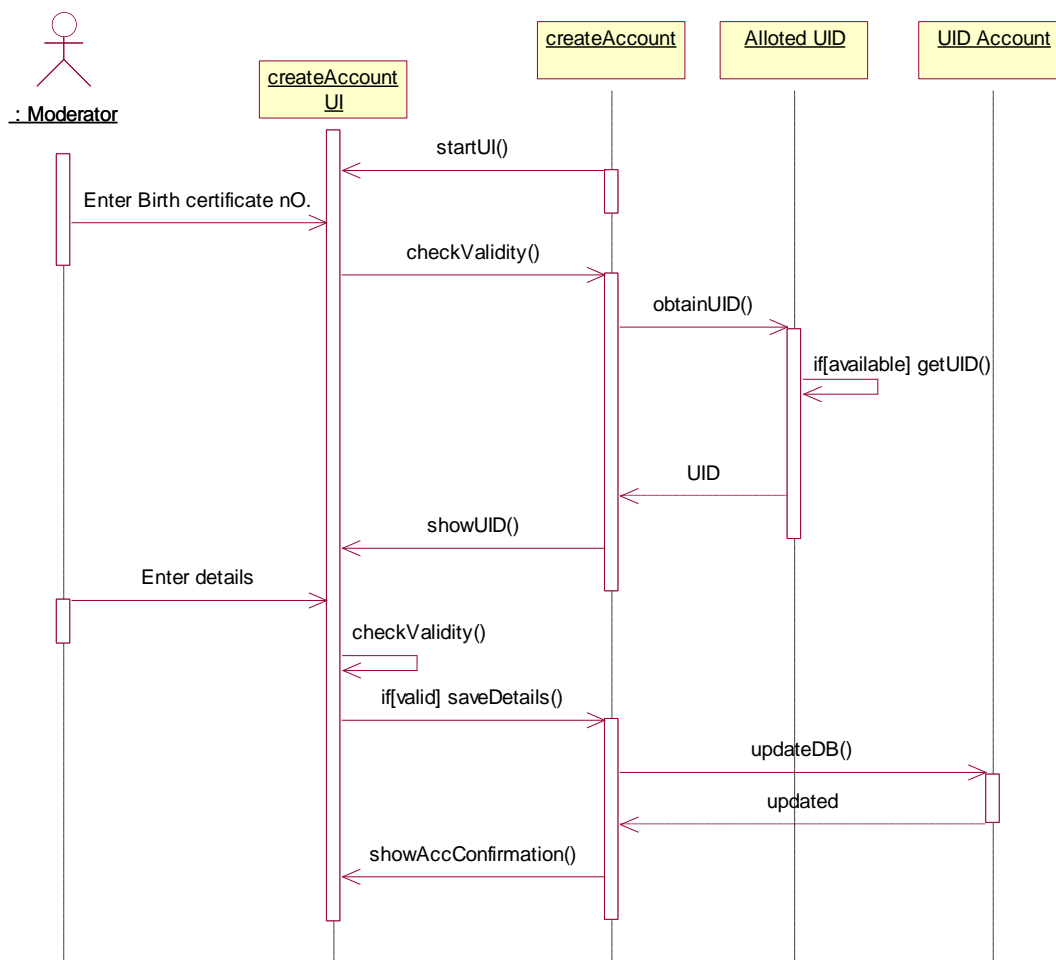 : Moderator
createAccount
UI
createAccount
Alloted UID
UID Account
startUI()
Enter Birth certificate nO.
checkValidity()
obtainUID()
if[available] getUID()
UID
showUID()
Enter details
checkValidity()
if[valid] saveDetails()
updateDB()
updated
showAccConfirmation()